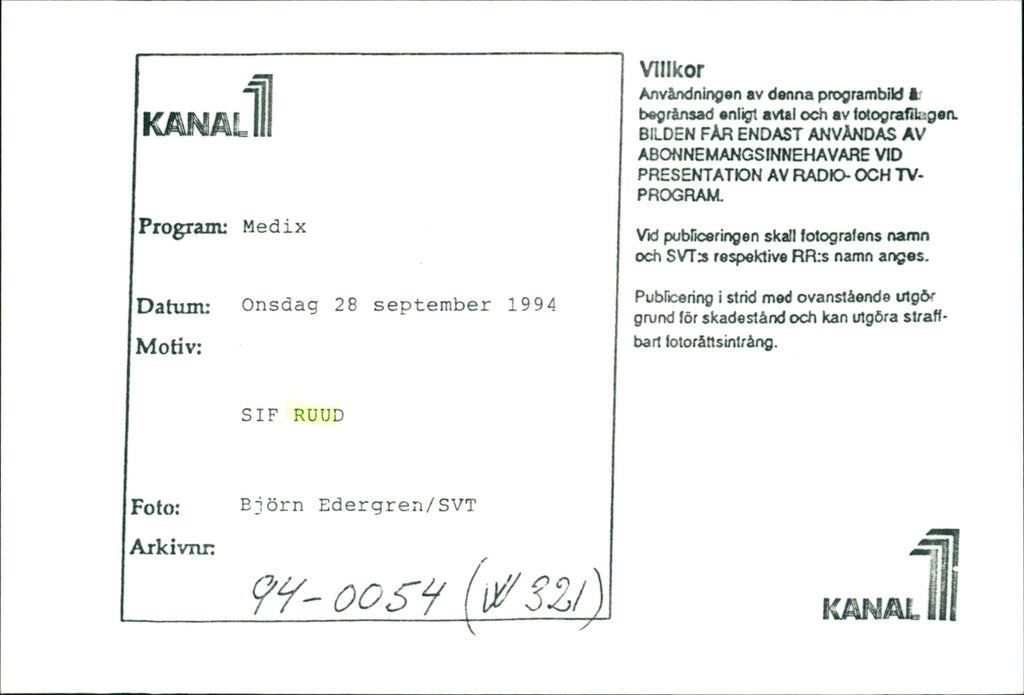 KANAL 1
Program: Medix
Datum: Onsdag 28 september 1994
Motiv:
SIF RUUD
Foto: Björn Edergren/SVT
Arkivnr:
94-0054 (W 321)
Villkor
Användningen av denna programbild är
begränsad enligt avtal och av fotografilagen.
BILDEN FÅR ENDAST ANVÄNDAS AV
ABONNEMANGSINNEHAVARE VID
PRESENTATION AV RADIO- OCH TV-
PROGRAM.
Vid publiceringen skall fotografens namn
och SVT:s respektive RR:s namn anges.
Publicering i strid med ovanstående utgör
grund för skadestånd och kan utgöra straff-
bart fotorättsintrång.
KANAL 1